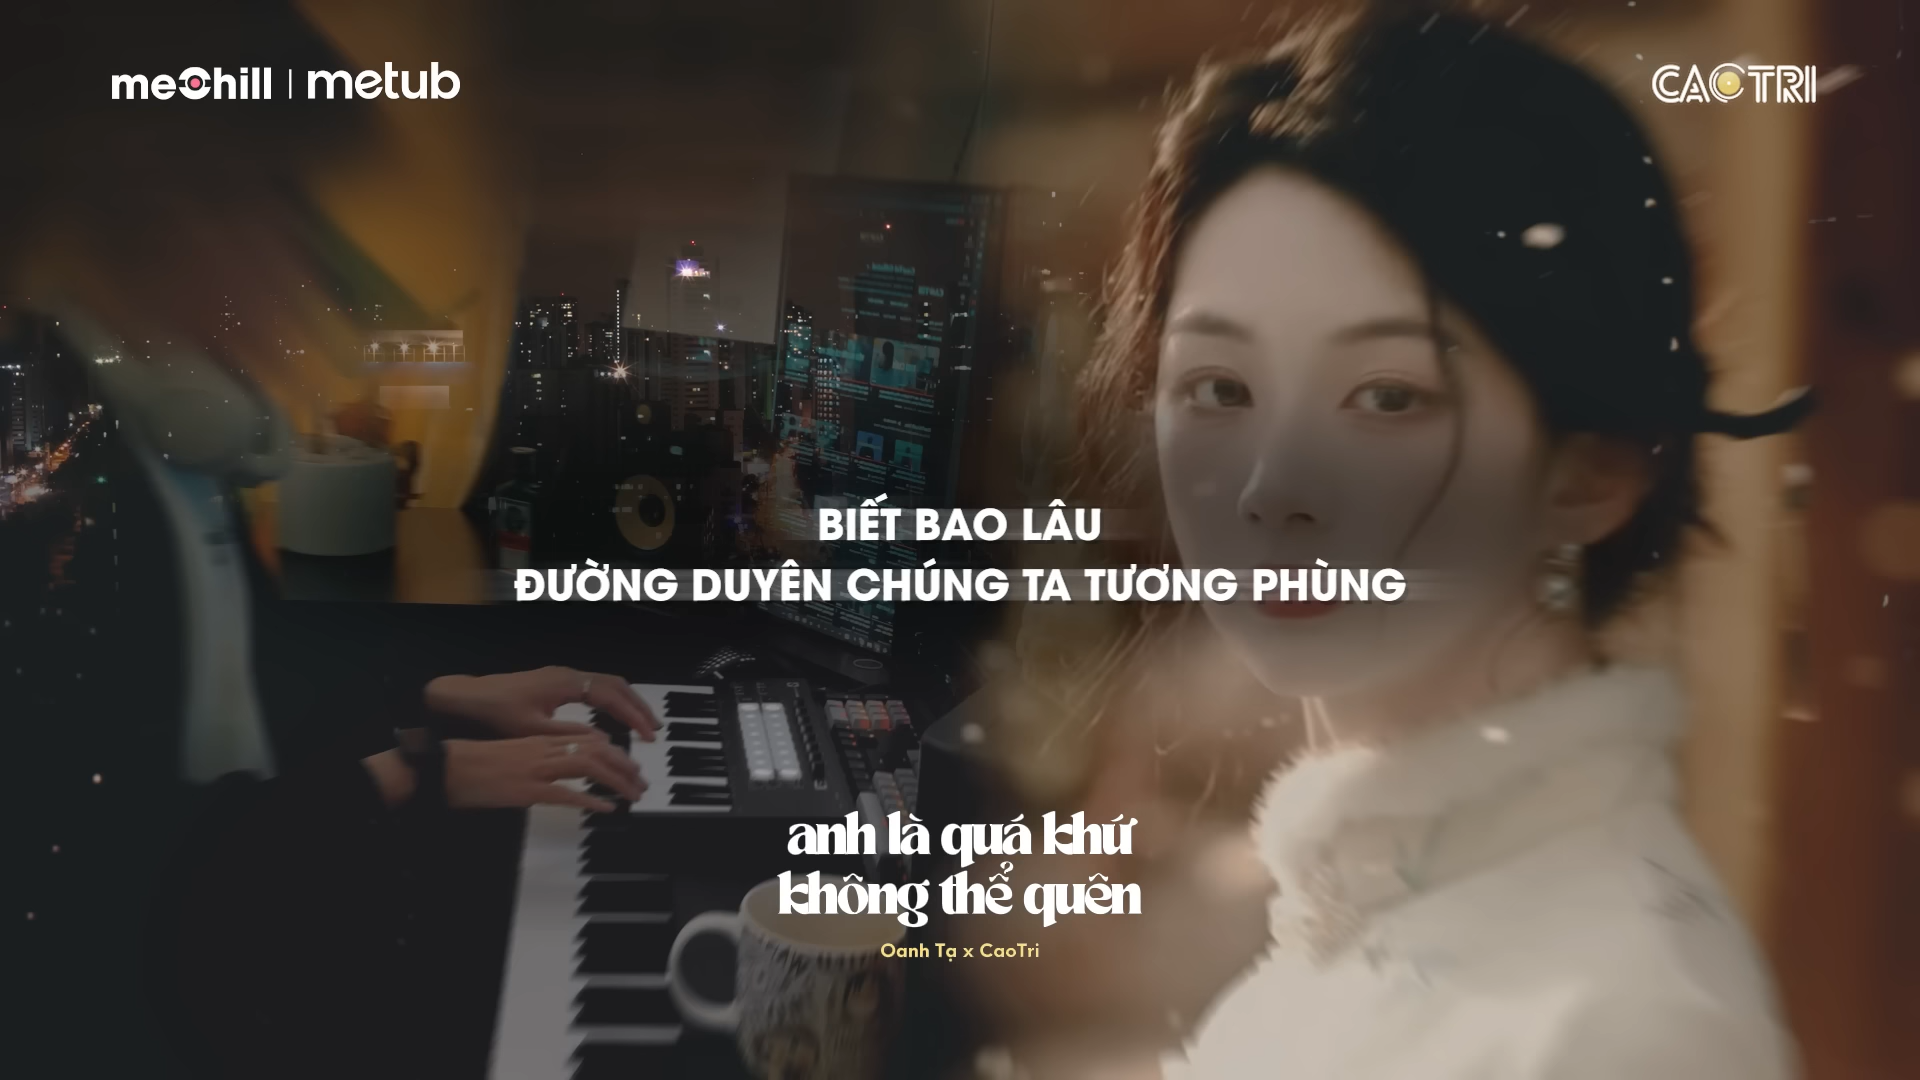 meChill | metub
CAOTRI
BIẾT BAO LÂU
ĐƯỜNG DUYÊN CHÚNG TA TƯƠNG PHÙNG
anh là quá khứ
không thể quên
Oanh Tạ x CaoTri